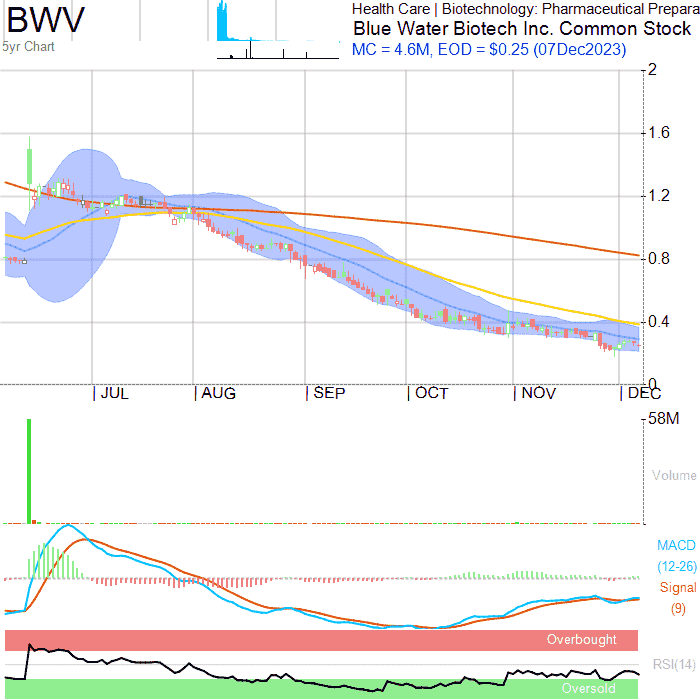 BWV
5yr Chart
Health Care | Biotechnology: Pharmaceutical Prepara
Blue Water Biotech Inc. Common Stock
MC = 4.6M, EOD = $0.25 (07Dec2023)
2
1.6
1.2
0.8
0.4
0
JUL AUG SEP OCT NOV DEC
58M
Volume
MACD
(12-26)
Signal
(9)
Overbought
RSI(14)
Oversold